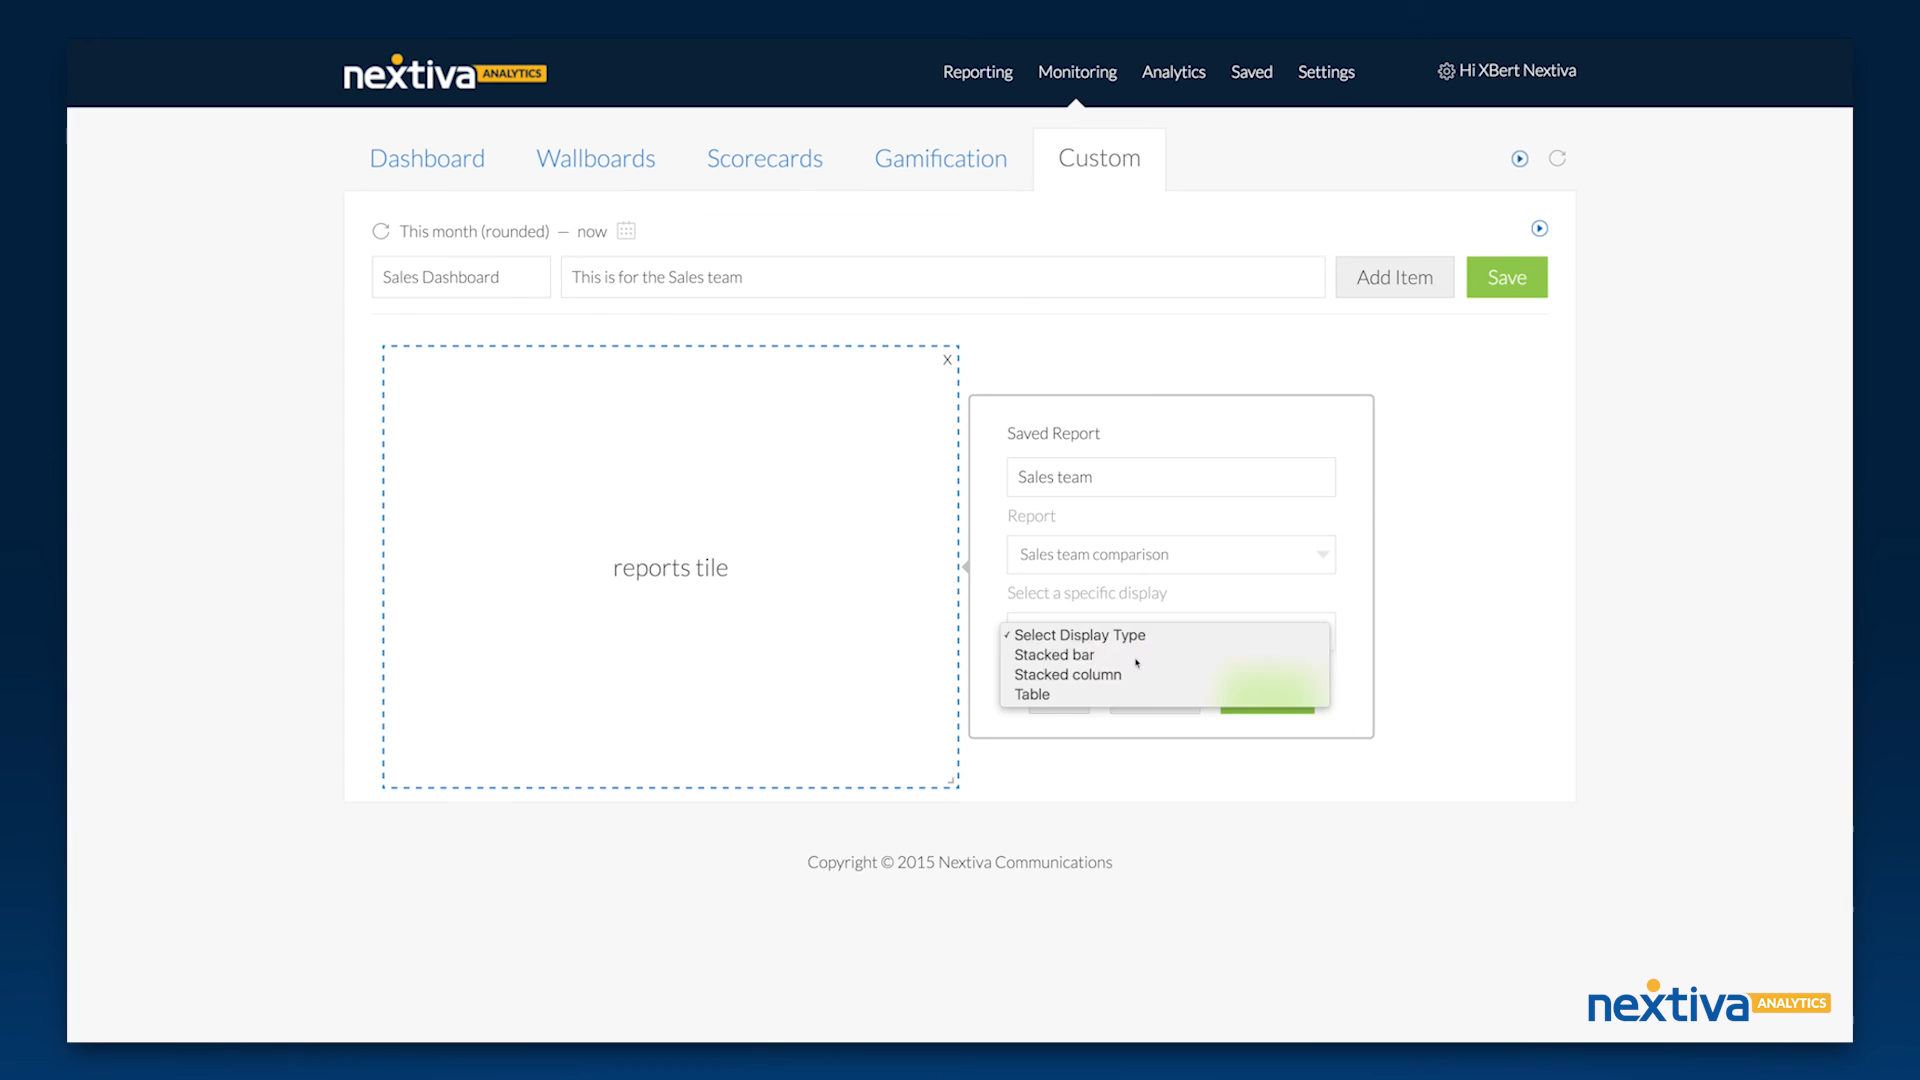 nextiva ANALYTICS
Reporting Monitoring Analytics Saved Settings Hi XBert Nextiva
Dashboard Wallboards Scorecards Gamification Custom
This month (rounded) – now
Sales Dashboard This is for the Sales team Add Item Save
X
reports tile
Saved Report
Sales team
Report
Sales team comparison
Select a specific display
✓ Select Display Type
Stacked bar
Stacked column
Table
Copyright © 2015 Nextiva Communications
nextiva ANALYTICS